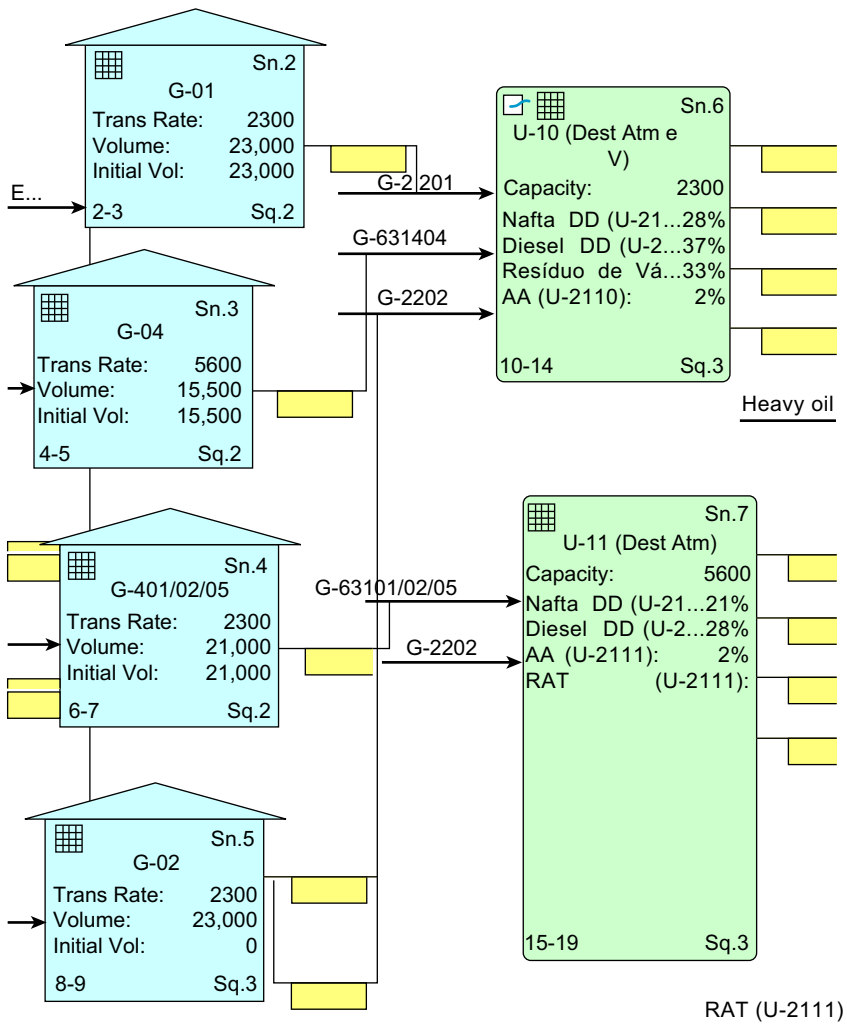 Sn.2
G-01
Trans Rate: 2300
Volume: 23,000
Initial Vol: 23,000
2-3 Sq.2
E...
Sn.3
G-04
Trans Rate: 5600
Volume: 15,500
Initial Vol: 15,500
4-5 Sq.2
Sn.4
G-401/02/05
Trans Rate: 2300
Volume: 21,000
Initial Vol: 21,000
6-7 Sq.2
Sn.5
G-02
Trans Rate: 2300
Volume: 23,000
Initial Vol: 0
8-9 Sq.3
G-2201
G-631404
G-2202
Sn.6
U-10 (Dest Atm e
V)
Capacity: 2300
Nafta DD (U-21...28%
Diesel DD (U-2...37%
Resíduo de Vá...33%
AA (U-2110): 2%
10-14 Sq.3
Heavy oil
G-63101/02/05
G-2202
Sn.7
U-11 (Dest Atm)
Capacity: 5600
Nafta DD (U-21...21%
Diesel DD (U-2...28%
AA (U-2111): 2%
RAT (U-2111):
15-19 Sq.3
RAT (U-2111)